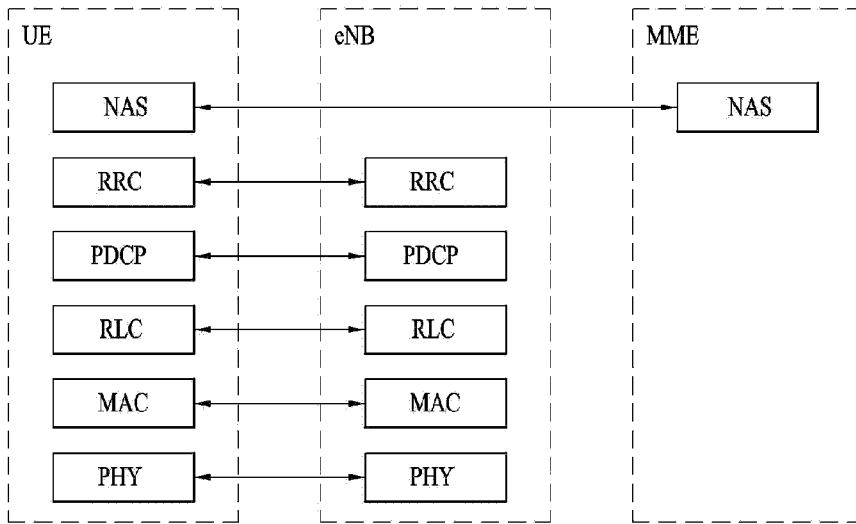 UE eNB MME
NAS NAS
RRC RRC
PDCP PDCP
RLC RLC
MAC MAC
PHY PHY